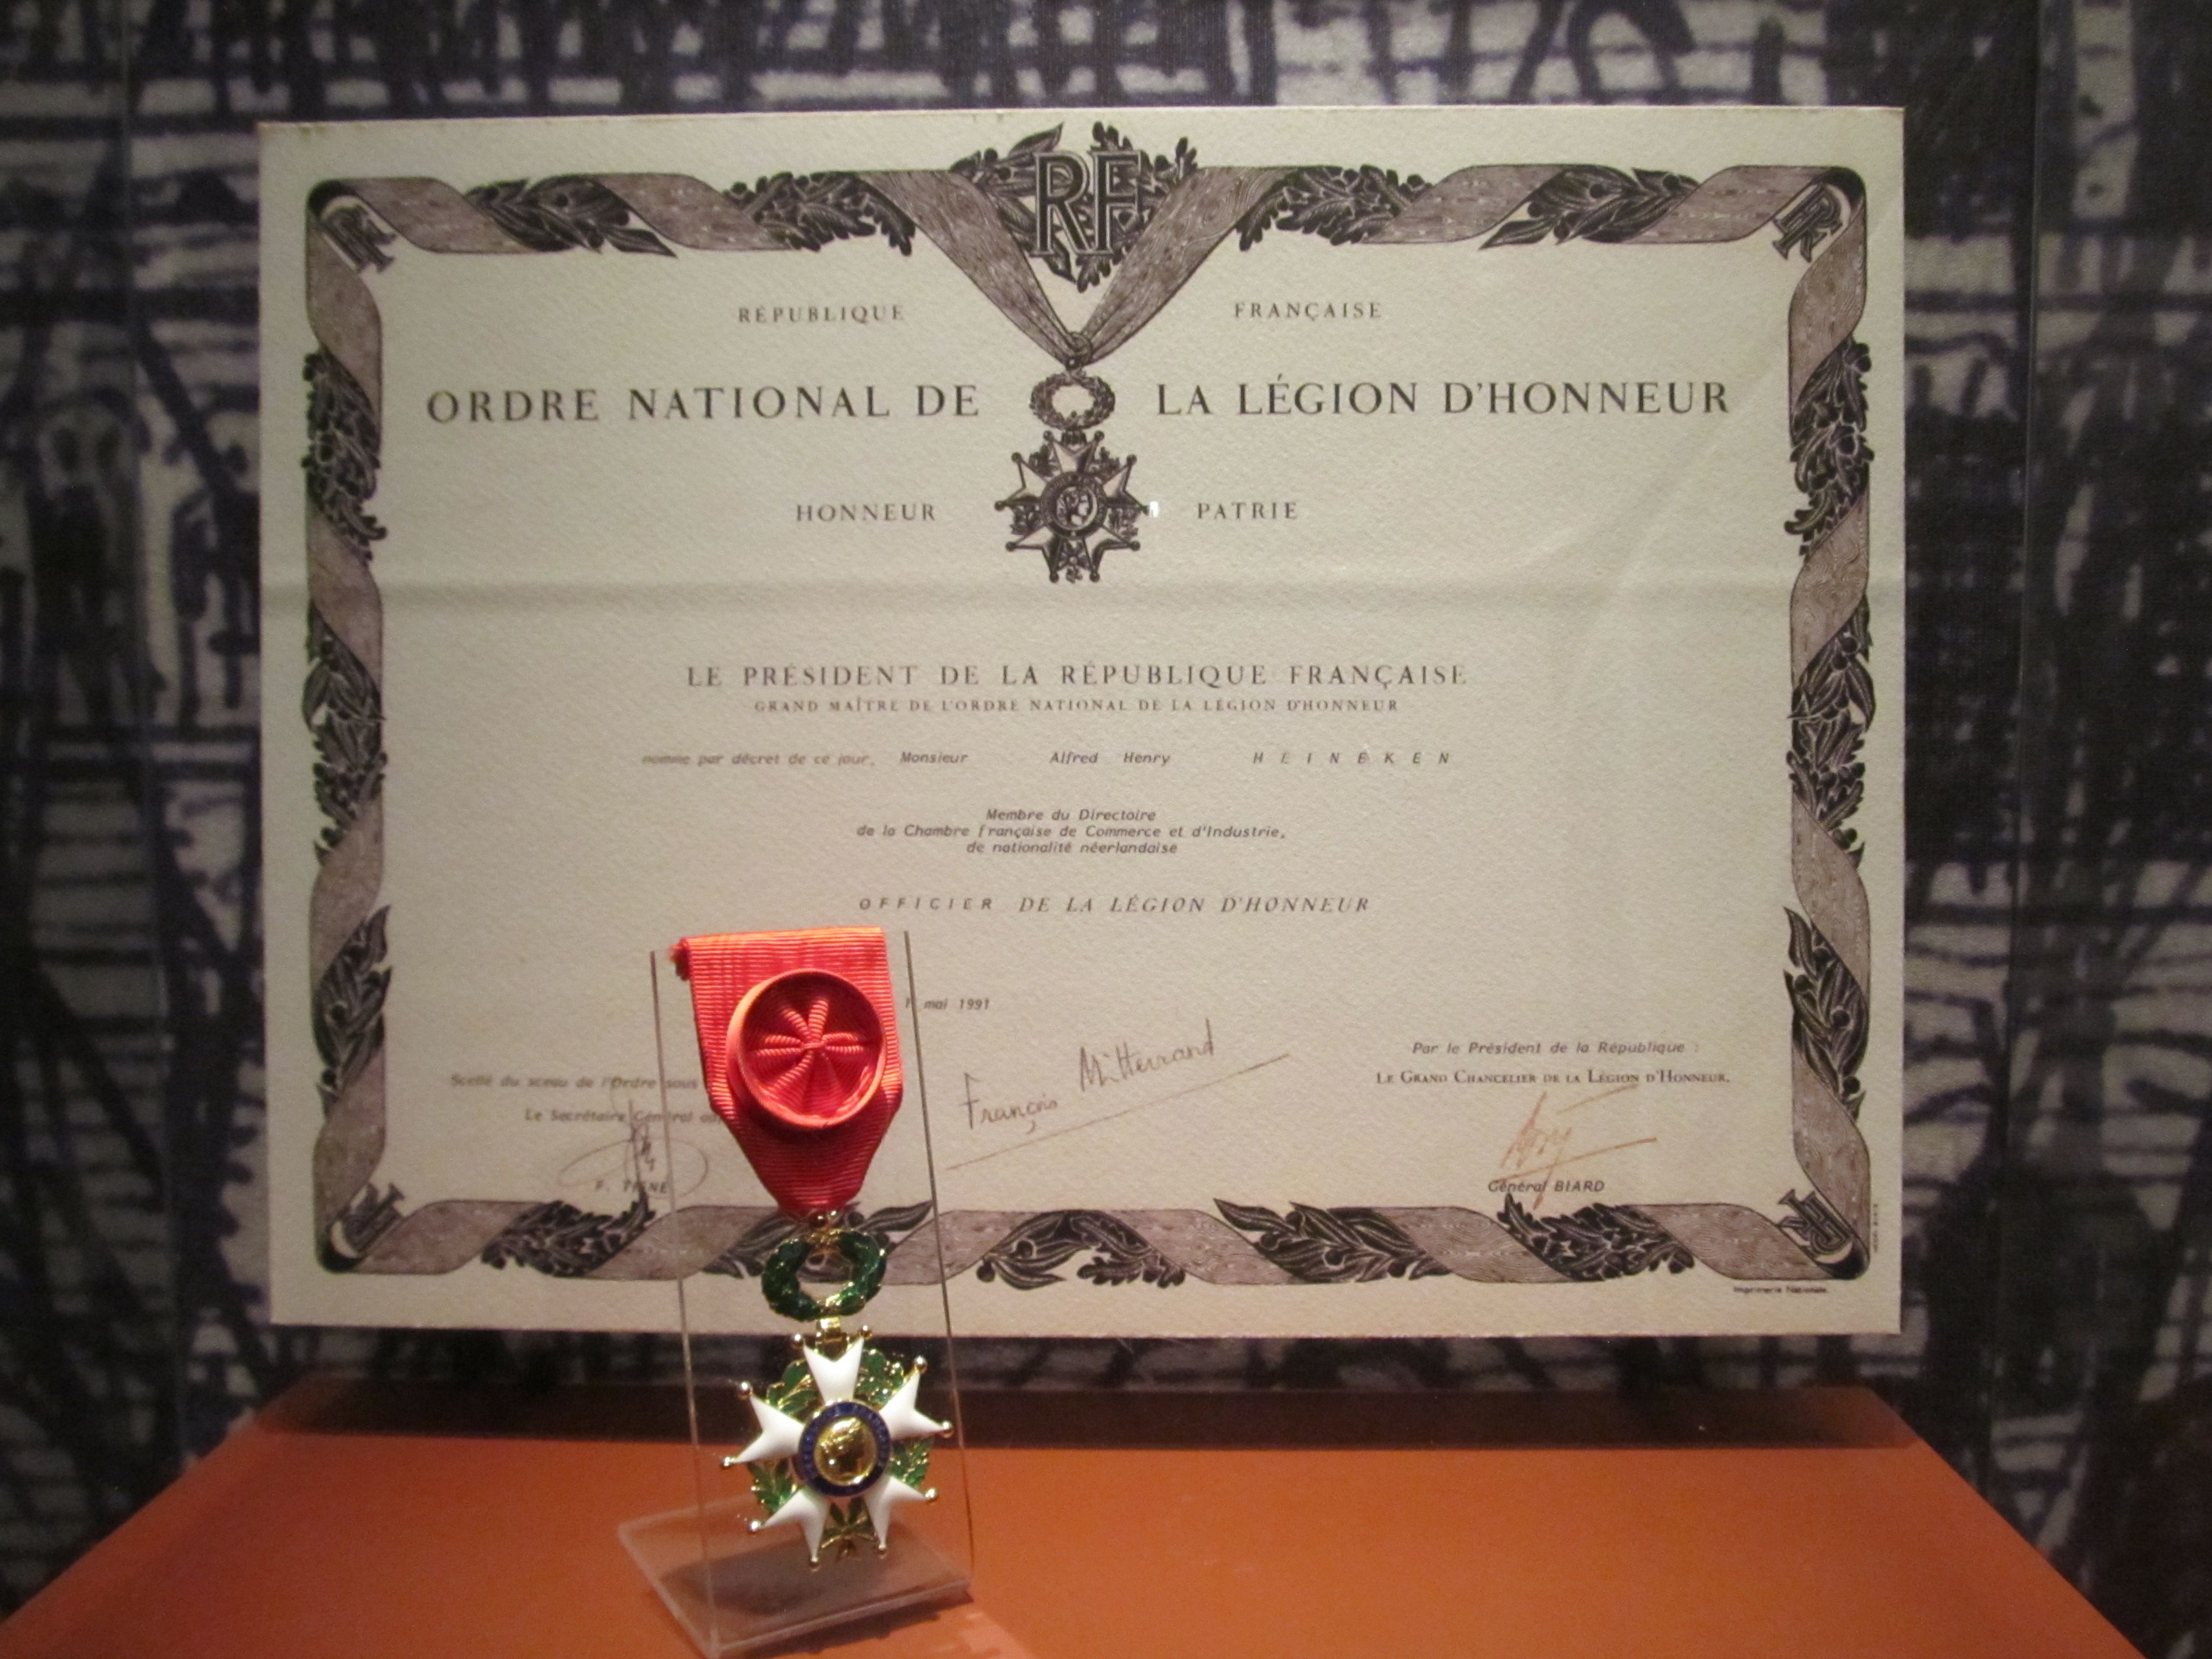 RF
RÉPUBLIQUE FRANÇAISE
ORDRE NATIONAL DE LA LÉGION D'HONNEUR
HONNEUR PATRIE
LE PRÉSIDENT DE LA RÉPUBLIQUE FRANÇAISE
GRAND MAÎTRE DE L'ORDRE NATIONAL DE LA LÉGION D'HONNEUR
nomme par décret de ce jour, Monsieur Alfred Henry HEINEKEN
Membre du Directoire
de la Chambre française de Commerce et d'Industrie,
de nationalité néerlandaise
OFFICIER DE LA LÉGION D'HONNEUR
mai 1991
François Mitterrand
Par le Président de la République :
LE GRAND CHANCELIER DE LA LÉGION D'HONNEUR,
Général BIARD
Scellé du sceau de l'Ordre sous
Le Secrétaire Général
F.
Imprimerie Nationale.